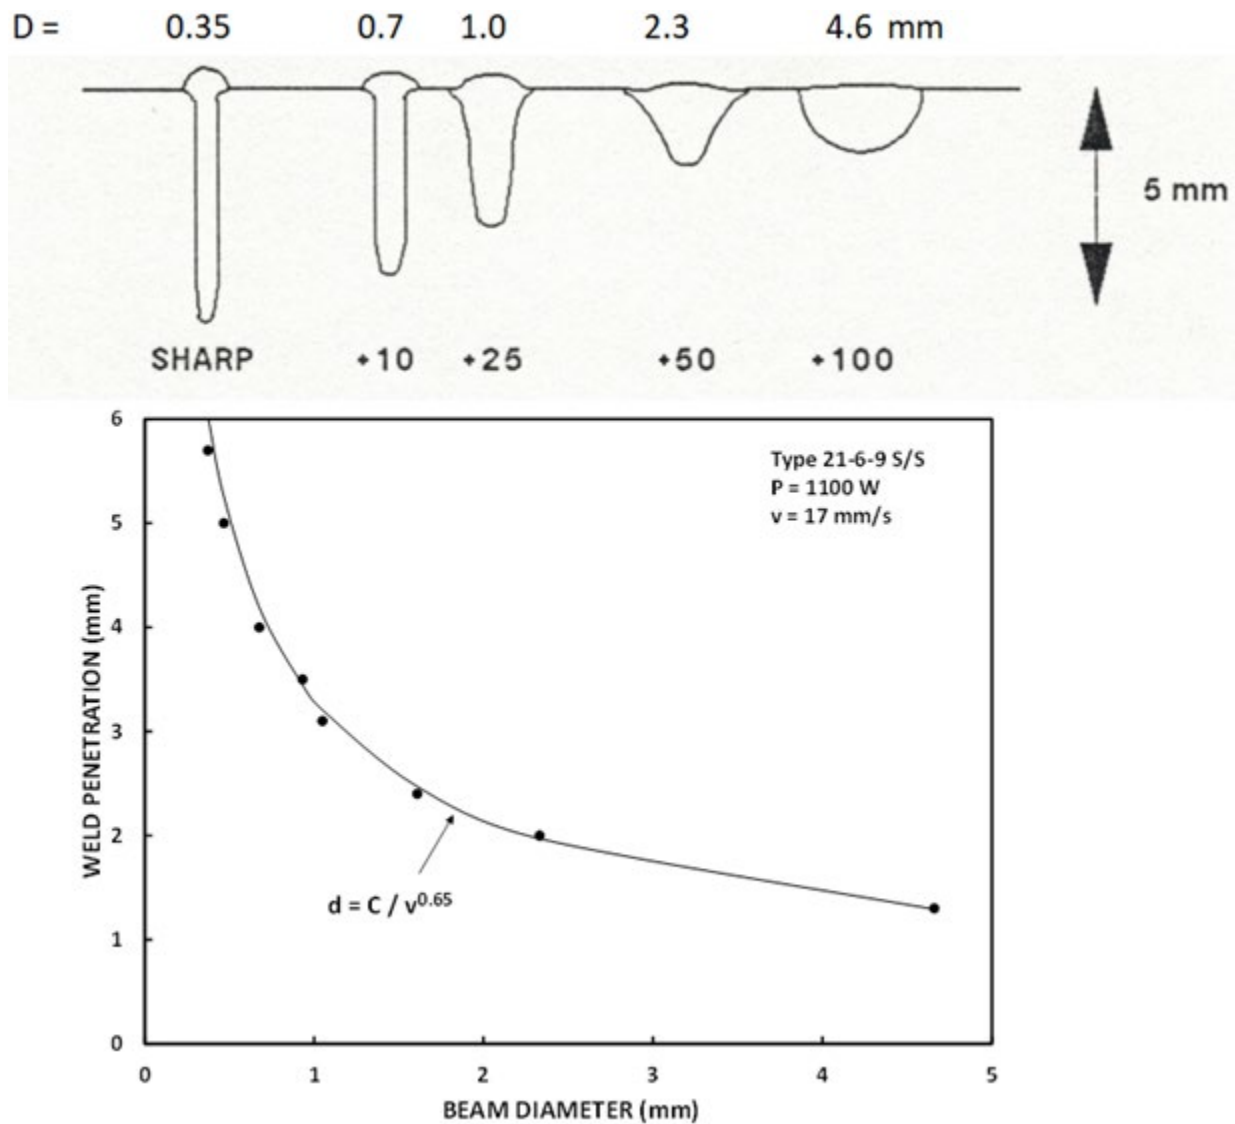 D = 0.35 0.7 1.0 2.3 4.6 mm
5 mm
SHARP +10 +25 +50 +100
6
Type 21-6-9 S/S
P = 1100 W
v = 17 mm/s
5
4
3
2
1
0
WELD PENETRATION (mm)
d = C / v^0.65
0 1 2 3 4 5
BEAM DIAMETER (mm)